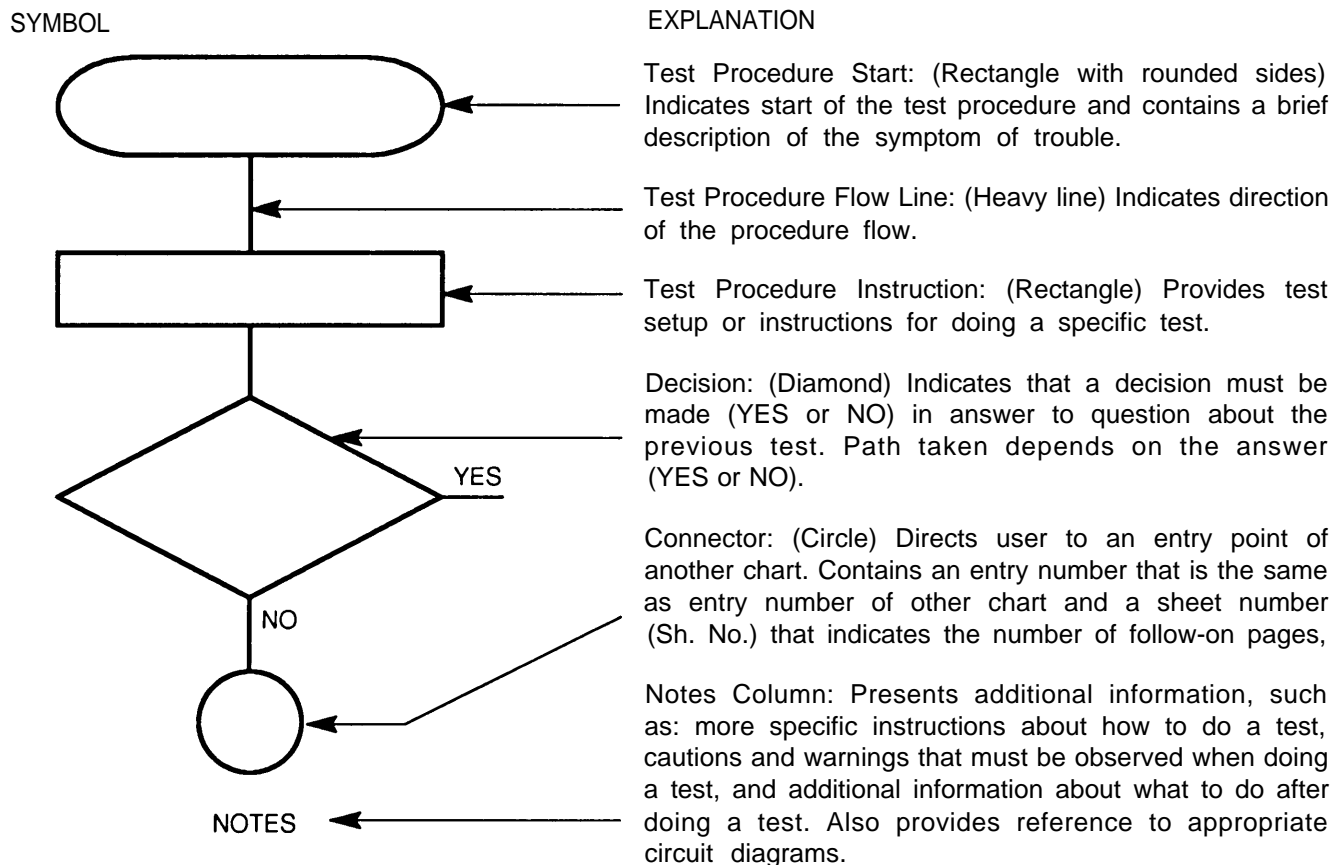 SYMBOL
EXPLANATION
Test Procedure Start: (Rectangle with rounded sides)
Indicates start of the test procedure and contains a brief
description of the symptom of trouble.
Test Procedure Flow Line: (Heavy line) Indicates direction
of the procedure flow.
Test Procedure Instruction: (Rectangle) Provides test
setup or instructions for doing a specific test.
Decision: (Diamond) Indicates that a decision must be
made (YES or NO) in answer to question about the
previous test. Path taken depends on the answer
(YES or NO).
YES
Connector: (Circle) Directs user to an entry point of
another chart. Contains an entry number that is the same
as entry number of other chart and a sheet number
(Sh. No.) that indicates the number of follow-on pages,
NO
Notes Column: Presents additional information, such
as: more specific instructions about how to do a test,
cautions and warnings that must be observed when doing
a test, and additional information about what to do after
doing a test. Also provides reference to appropriate
circuit diagrams.
NOTES